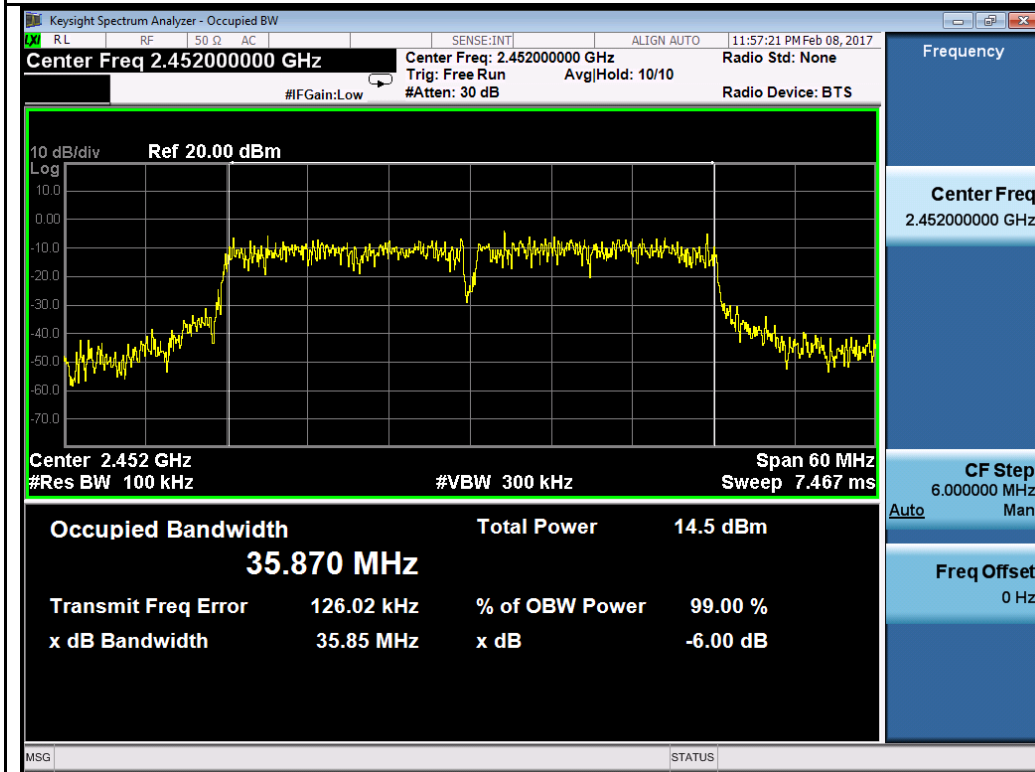 Keysight Spectrum Analyzer - Occupied BW
LXI RL RF 50 Ω AC SENSE:INT ALIGN AUTO 11:57:21 PM Feb 08, 2017
Center Freq 2.452000000 GHz
Center Freq: 2.452000000 GHz Radio Std: None
Trig: Free Run Avg|Hold: 10/10
#IFGain:Low #Atten: 30 dB Radio Device: BTS
10 dB/div Ref 20.00 dBm
Log
10.0
0.00
-10.0
-20.0
-30.0
-40.0
-50.0
-60.0
-70.0
Center 2.452 GHz Span 60 MHz
#Res BW 100 kHz #VBW 300 kHz Sweep 7.467 ms
Occupied Bandwidth Total Power 14.5 dBm
35.870 MHz
Transmit Freq Error 126.02 kHz % of OBW Power 99.00 %
x dB Bandwidth 35.85 MHz x dB -6.00 dB
MSG STATUS
Frequency
Center Freq
2.452000000 GHz
CF Step
6.000000 MHz
Auto Man
Freq Offset
0 Hz